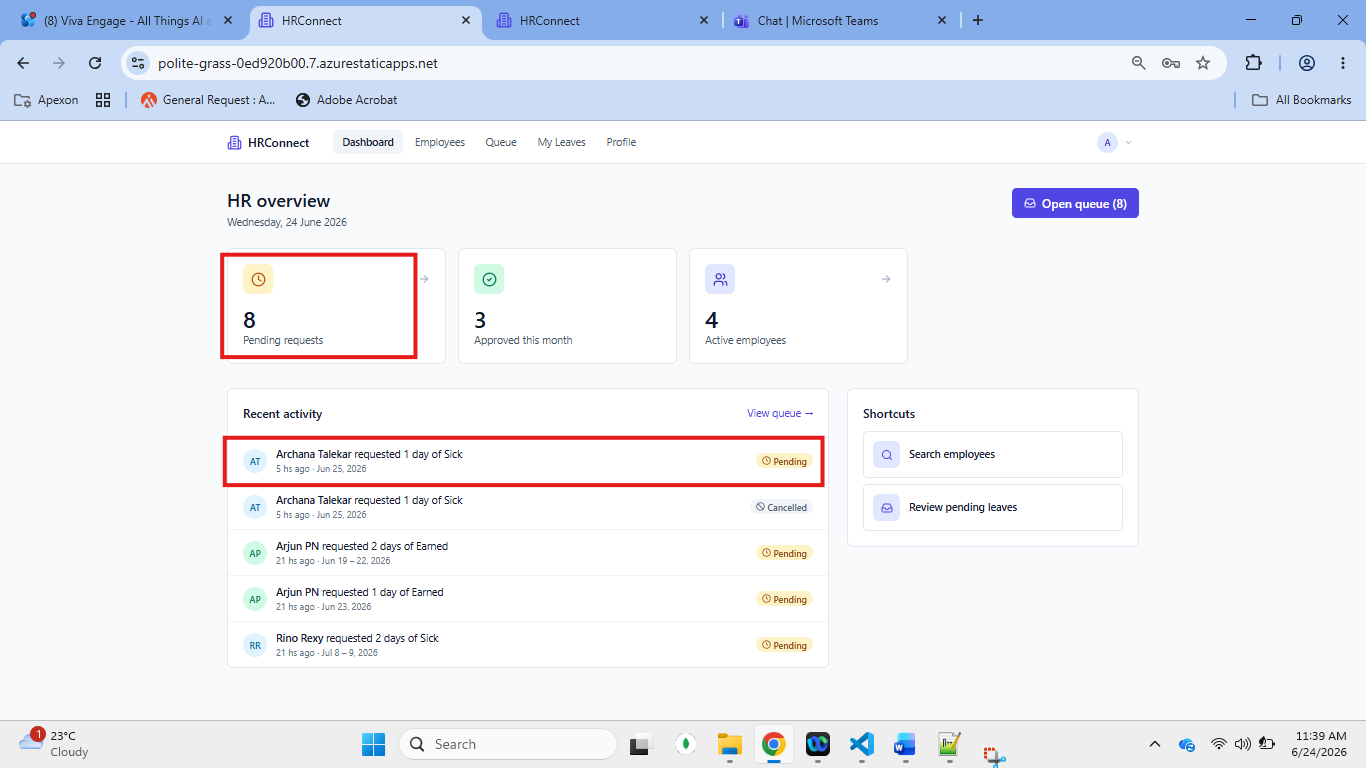 (8) Viva Engage - All Things AI a
HRConnect
HRConnect
Chat | Microsoft Teams
polite-grass-0ed920b00.7.azurestaticapps.net
Apexon
General Request : A...
Adobe Acrobat
All Bookmarks
HRConnect
Dashboard
Employees
Queue
My Leaves
Profile
A
HR overview
Wednesday, 24 June 2026
Open queue (8)
8
Pending requests
3
Approved this month
4
Active employees
Recent activity
View queue →
AT
Archana Talekar requested 1 day of Sick
5 hs ago · Jun 25, 2026
Pending
AT
Archana Talekar requested 1 day of Sick
5 hs ago · Jun 25, 2026
Cancelled
AP
Arjun PN requested 2 days of Earned
21 hs ago · Jun 19 – 22, 2026
Pending
AP
Arjun PN requested 1 day of Earned
21 hs ago · Jun 23, 2026
Pending
RR
Rino Rexy requested 2 days of Sick
21 hs ago · Jul 8 – 9, 2026
Pending
Shortcuts
Search employees
Review pending leaves
1
23°C
Cloudy
Search
11:39 AM
6/24/2026